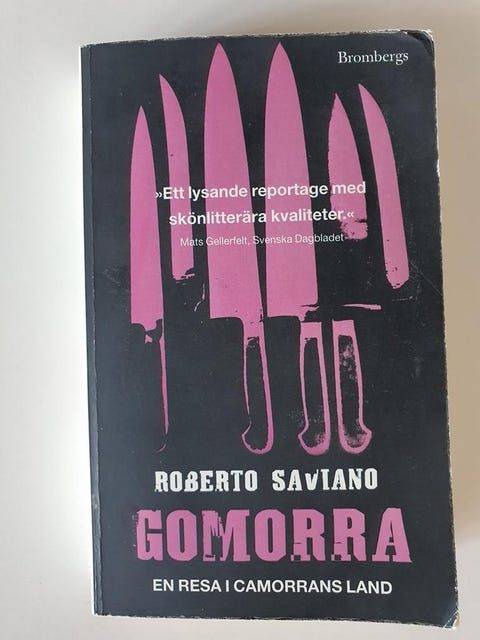 Brombergs
»Ett lysande reportage med
skönlitterära kvaliteter.«
Mats Gellerfelt, Svenska Dagbladet
ROBERTO SAVIANO
GOMORRA
EN RESA I CAMORRANS LAND